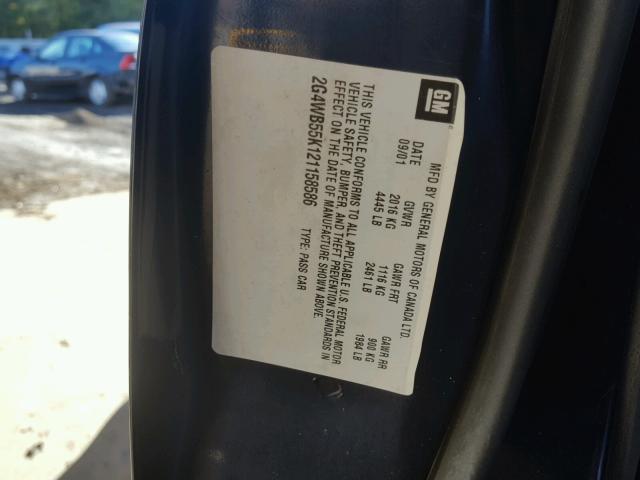 GM
MFD BY GENERAL MOTORS OF CANADA LTD.
DATE GVWR GAWR FRT GAWR RR
09/01 2016 KG 1116 KG 900 KG
4445 LB 2461 LB 1984 LB
THIS VEHICLE CONFORMS TO ALL APPLICABLE U.S. FEDERAL MOTOR
VEHICLE SAFETY, BUMPER, AND THEFT PREVENTION STANDARDS IN
EFFECT ON THE DATE OF MANUFACTURE SHOWN ABOVE.
2G4WB55K121158586 TYPE: PASS CAR